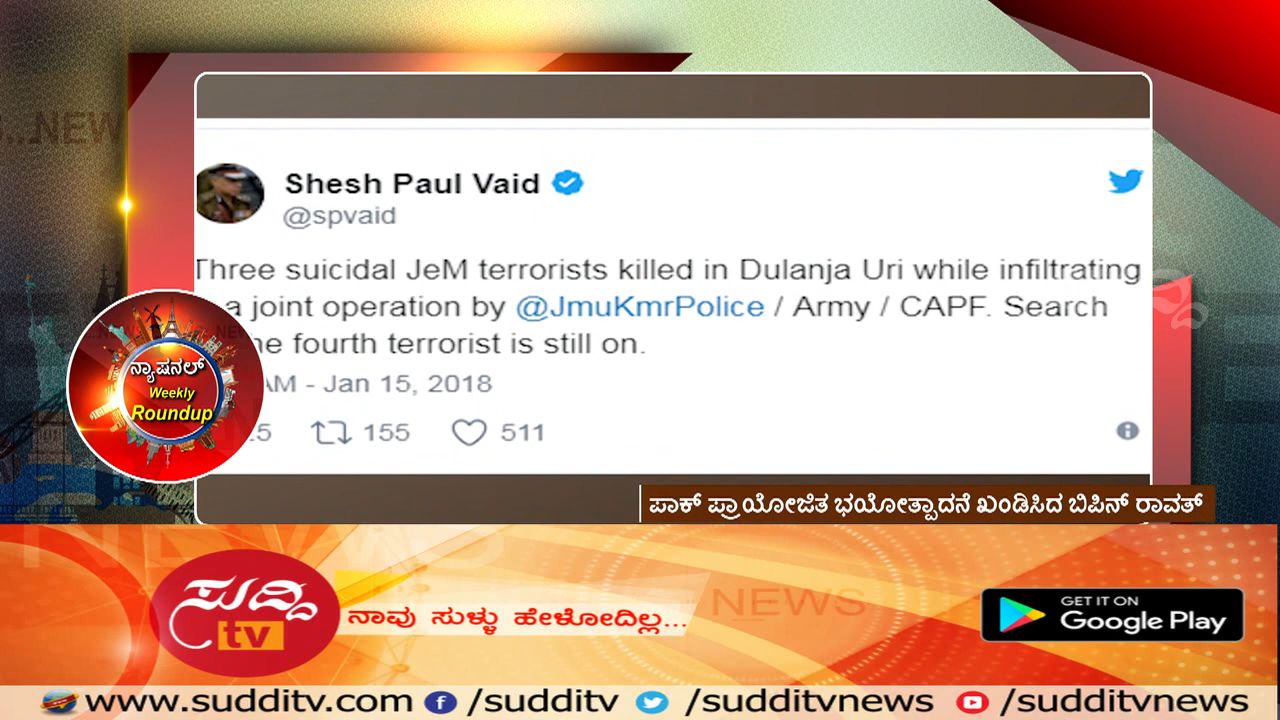 Shesh Paul Vaid
@spvaid
Three suicidal JeM terrorists killed in Dulanja Uri while infiltrating
a joint operation by @JmuKmrPolice / Army / CAPF. Search
fourth terrorist is still on.
- Jan 15, 2018
155 511
ನ್ಯಾಷನಲ್
Weekly
Roundup
ಪಾಕ್ ಪ್ರಾಯೋಜಿತ ಭಯೋತ್ಪಾದನೆ ಖಂಡಿಸಿದ ಬಿಪಿನ್ ರಾವತ್
ಸುದ್ದಿ
tv
ನಾವು ಸುಳ್ಳು ಹೇಳೋದಿಲ್ಲ...
NEWS
GET IT ON
Google Play
www.sudditv.com f /sudditv /sudditvnews /sudditvnews